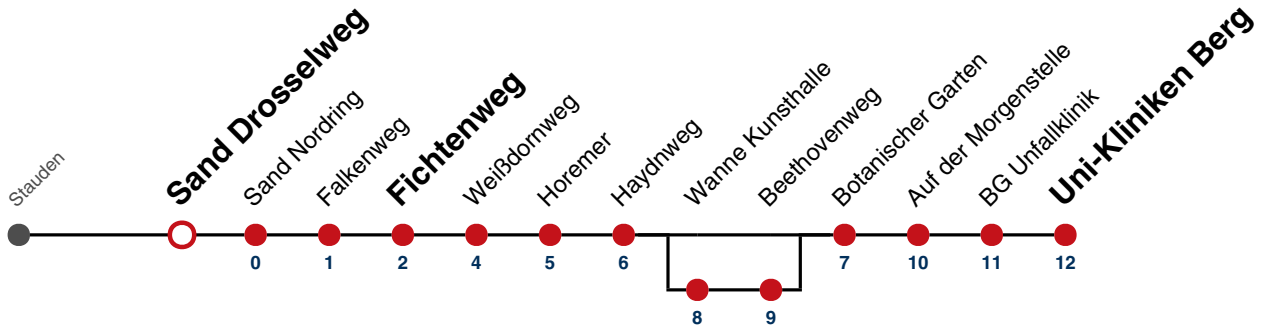 Stauden
Sand Drosselweg
Sand Nordring
Falkenweg
Fichtenweg
Weißdornweg
Horemer
Haydnweg
Wanne Kunsthalle
Beethovenweg
Botanischer Garten
Auf der Morgenstelle
BG Unfallklinik
Uni-Kliniken Berg
0 1 2 4 5 6 7 10 11 12
8 9